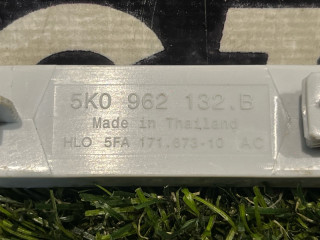 5K0 962 132.B
Made in Thailand
HLO 5FA 171.673-10 AC